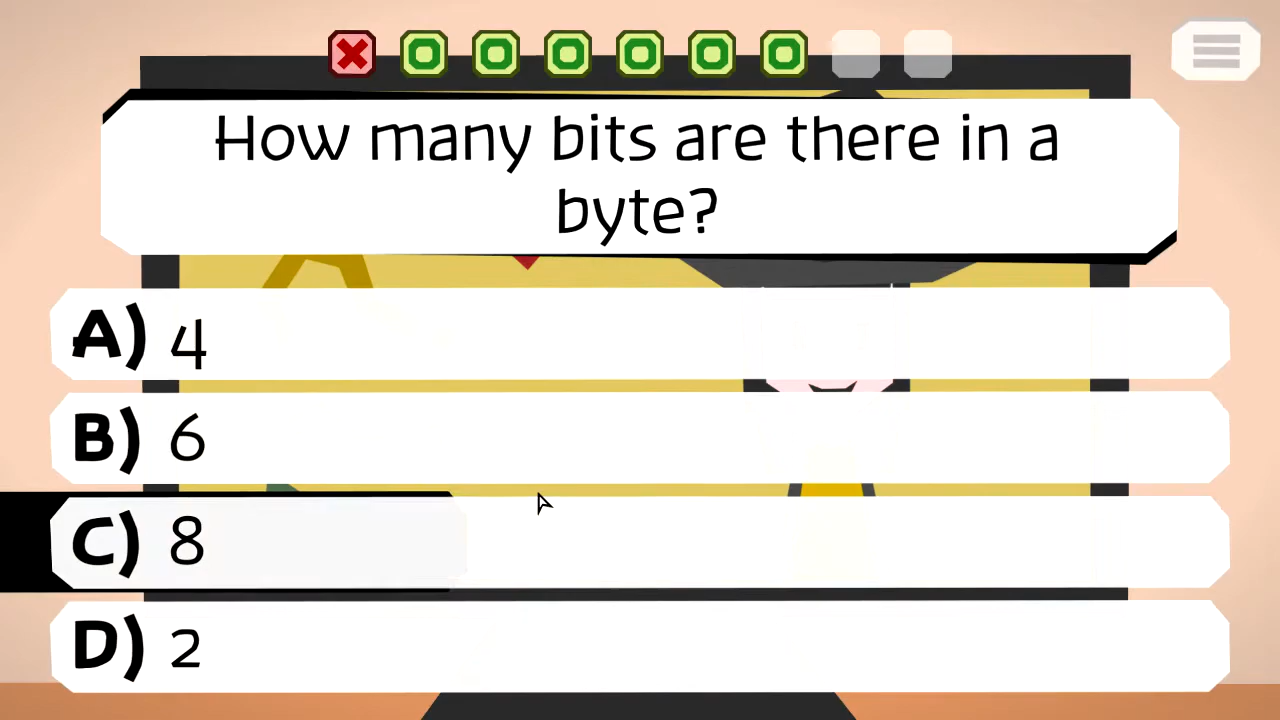 How many bits are there in a
byte?
A) 4
B) 6
C) 8
D) 2